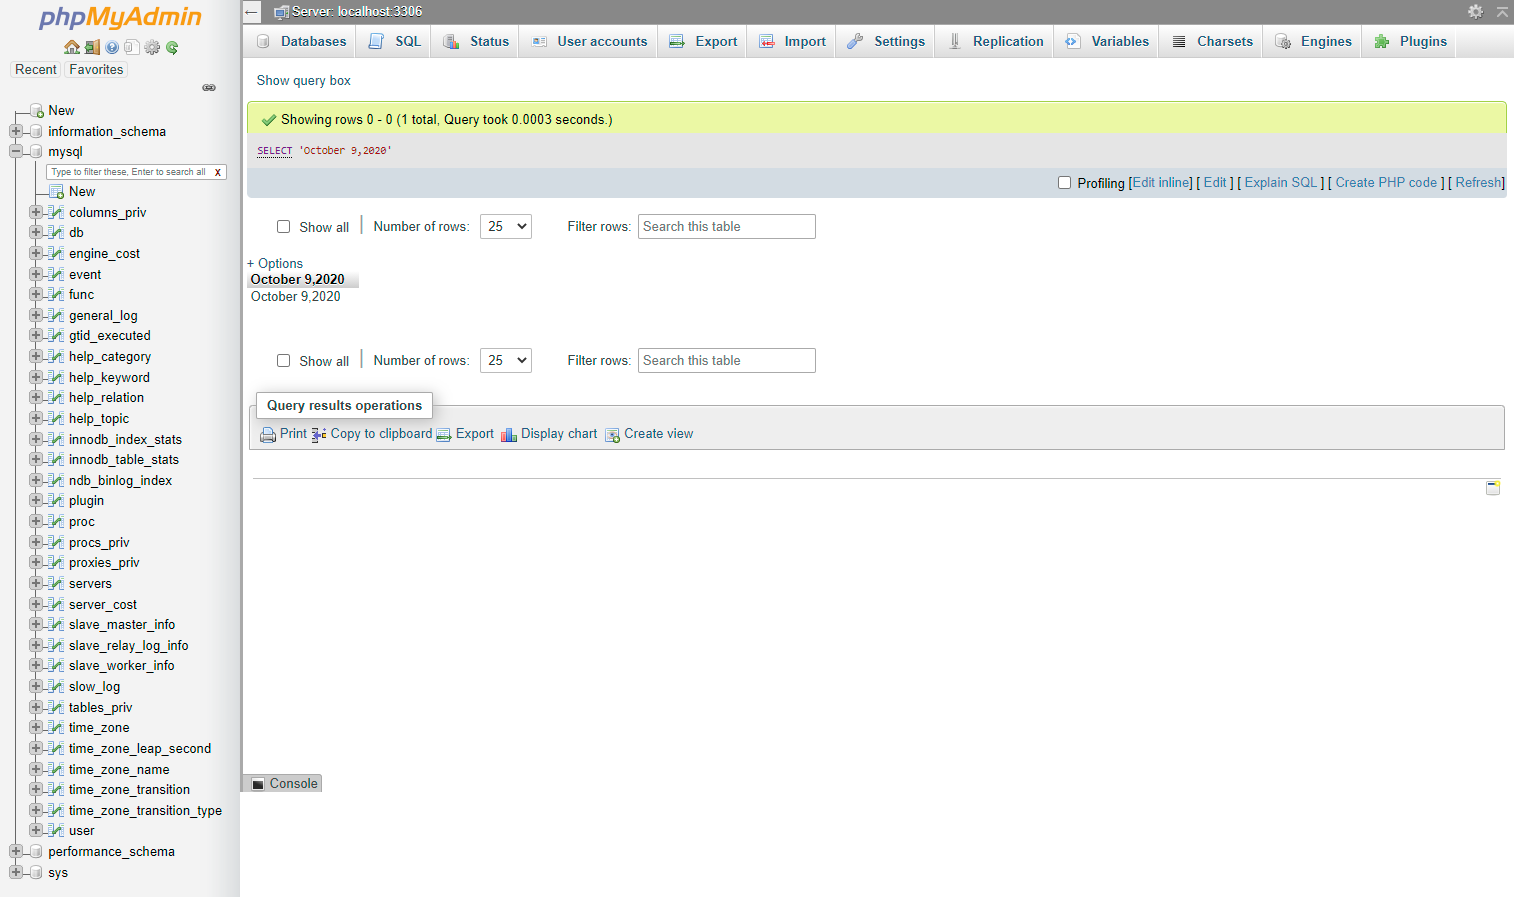 phpMyAdmin
Recent Favorites
New
information_schema
mysql
Type to filter these, Enter to search all X
New
columns_priv
db
engine_cost
event
func
general_log
gtid_executed
help_category
help_keyword
help_relation
help_topic
innodb_index_stats
innodb_table_stats
ndb_binlog_index
plugin
proc
procs_priv
proxies_priv
servers
server_cost
slave_master_info
slave_relay_log_info
slave_worker_info
slow_log
tables_priv
time_zone
time_zone_leap_second
time_zone_name
time_zone_transition
time_zone_transition_type
user
performance_schema
sys
Server: localhost:3306
Databases SQL Status User accounts Export Import Settings Replication Variables Charsets Engines Plugins
Show query box
Showing rows 0 - 0 (1 total, Query took 0.0003 seconds.)
SELECT 'October 9,2020'
Profiling [Edit inline] [ Edit ] [ Explain SQL ] [ Create PHP code ] [ Refresh]
Show all | Number of rows: 25 Filter rows: Search this table
+ Options
October 9,2020
October 9,2020
Show all | Number of rows: 25 Filter rows: Search this table
Query results operations
Print Copy to clipboard Export Display chart Create view
Console